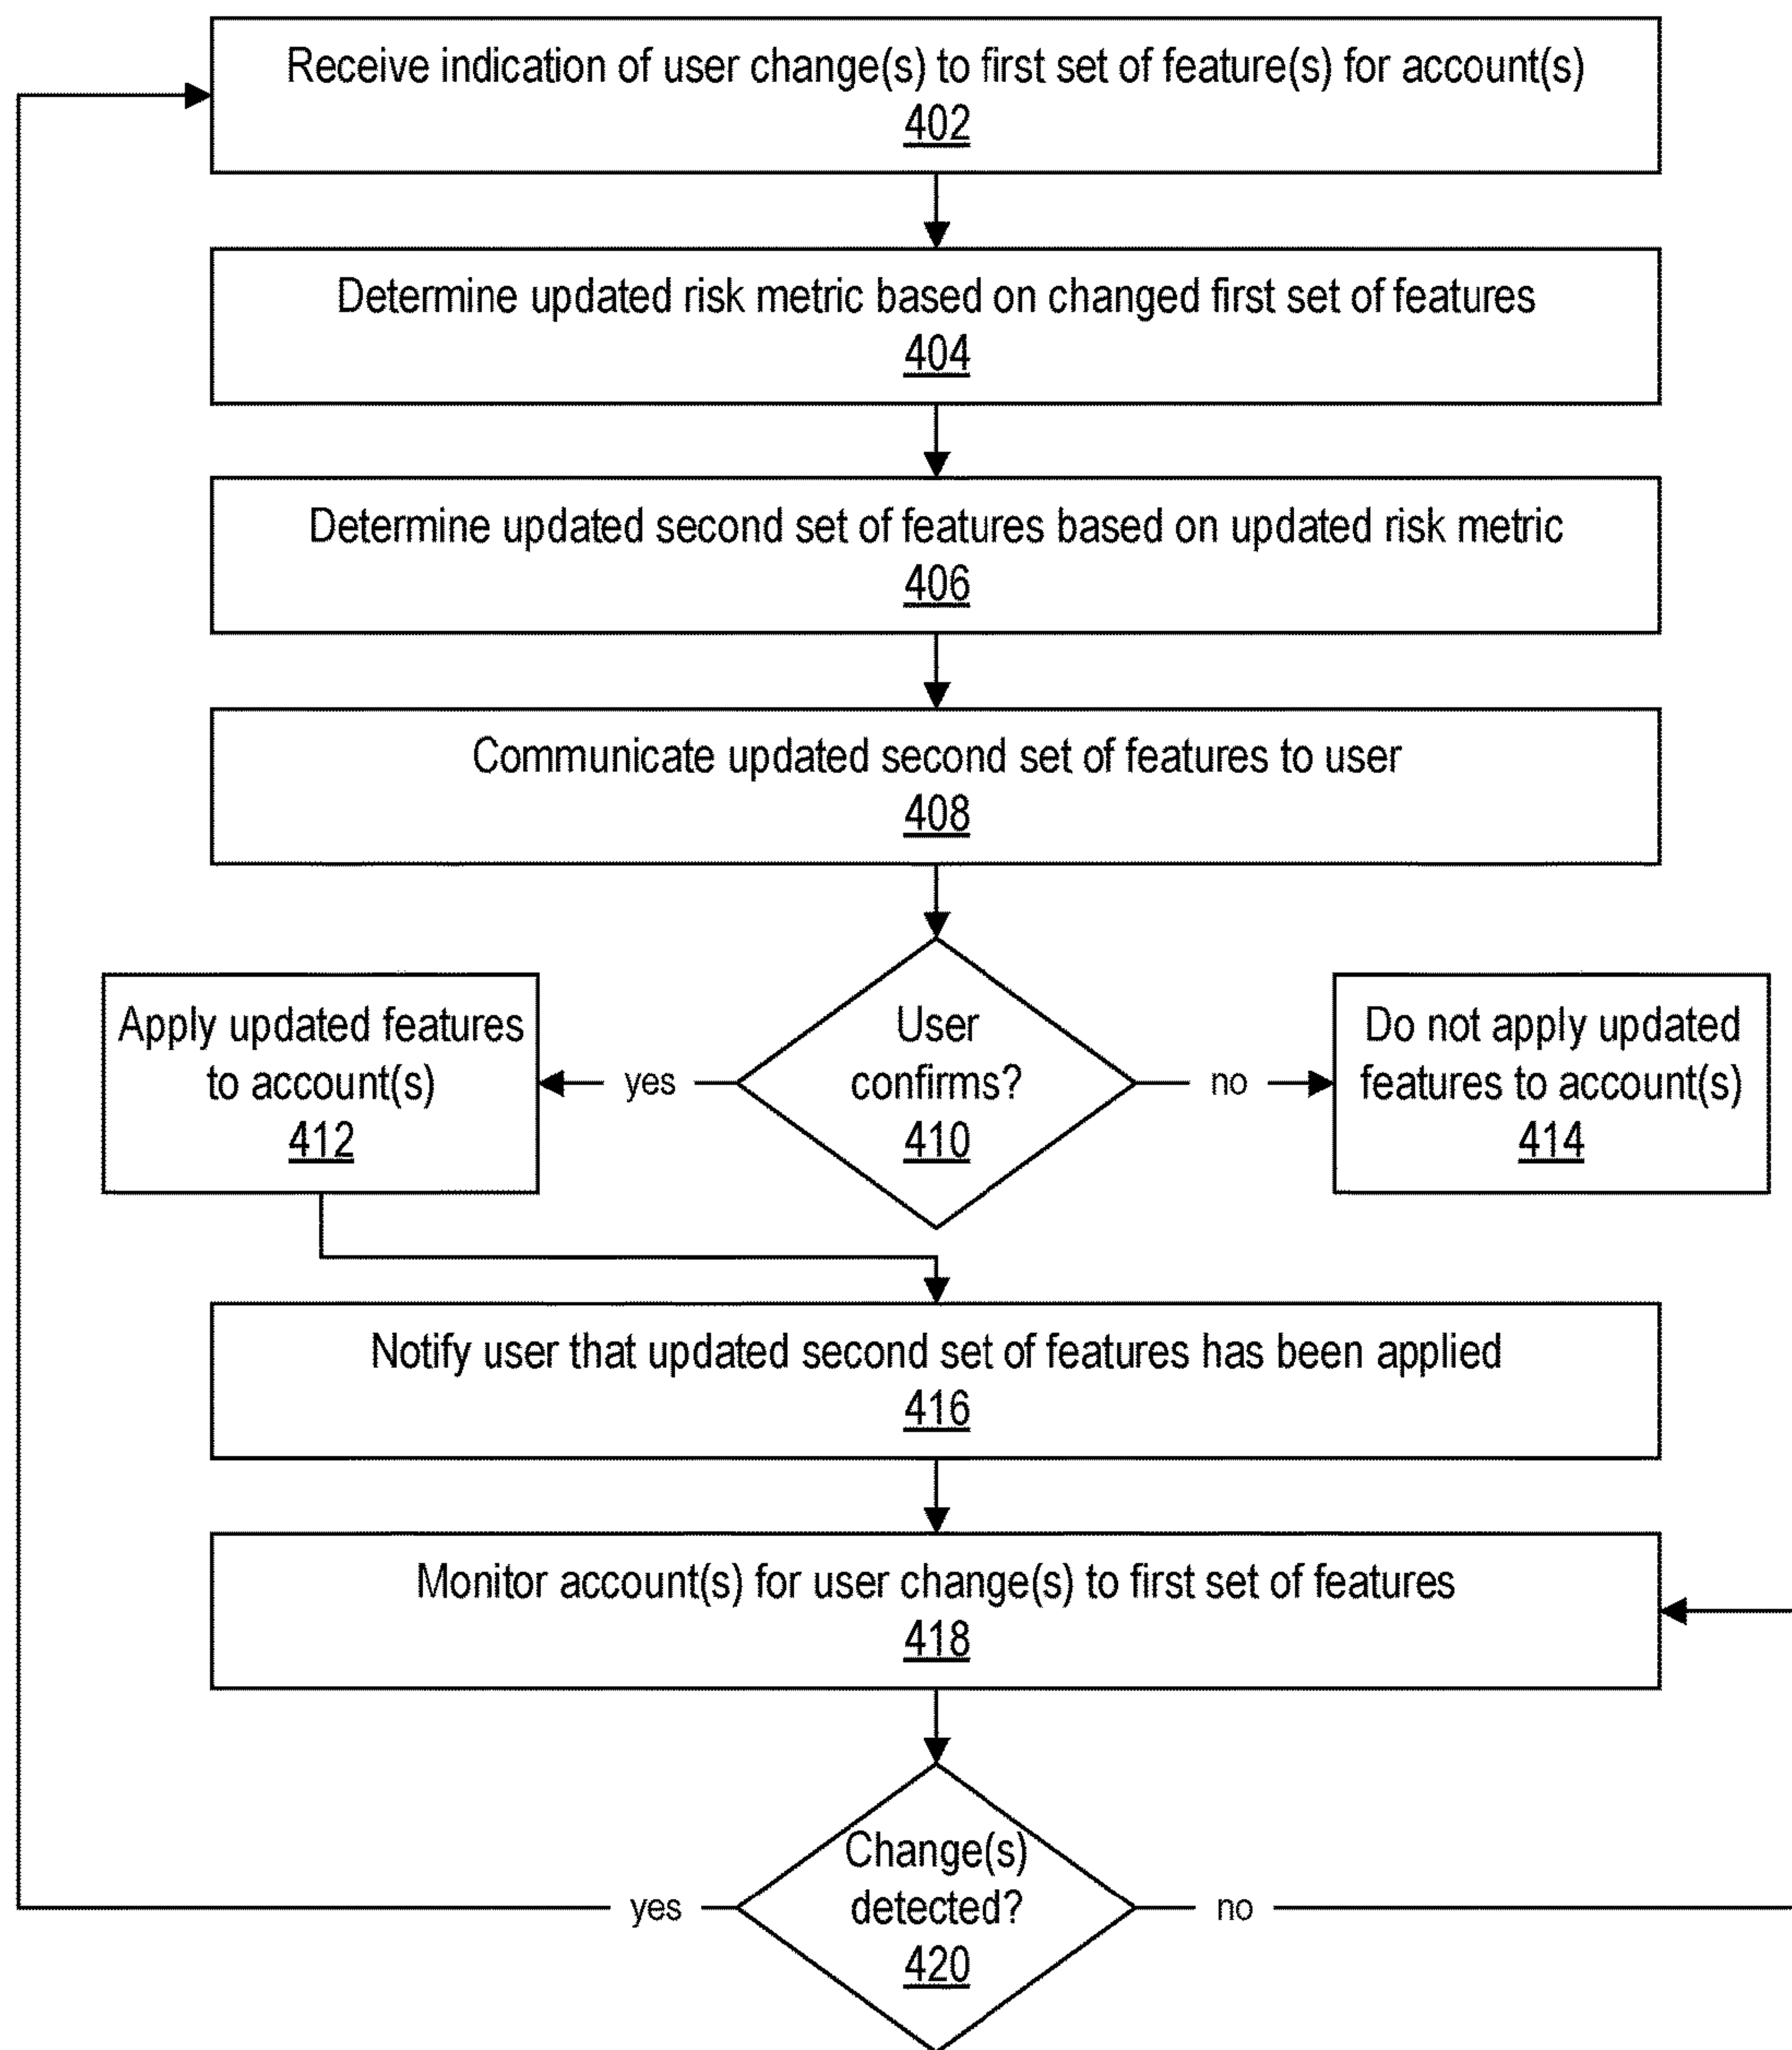 Receive indication of user change(s) to first set of feature(s) for account(s)
402
Determine updated risk metric based on changed first set of features
404
Determine updated second set of features based on updated risk metric
406
Communicate updated second set of features to user
408
Apply updated features
to account(s)
412
yes
User
confirms?
410
no
Do not apply updated
features to account(s)
414
Notify user that updated second set of features has been applied
416
Monitor account(s) for user change(s) to first set of features
418
yes
Change(s)
detected?
420
no